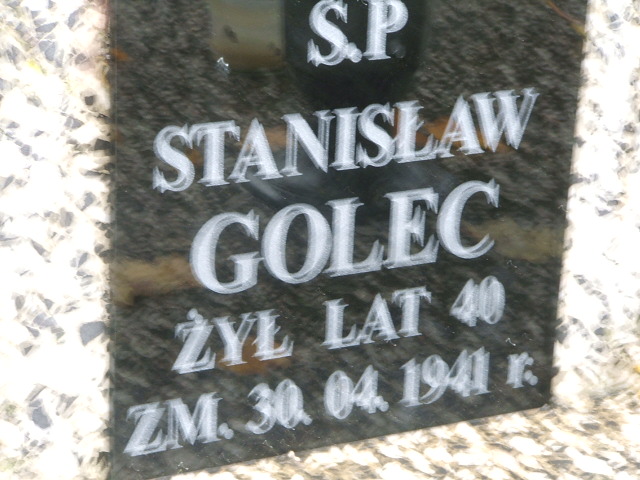 S.P
STANISŁAW
GOLEC
ŻYŁ LAT 40
ZM. 30. 04. 1941 r.